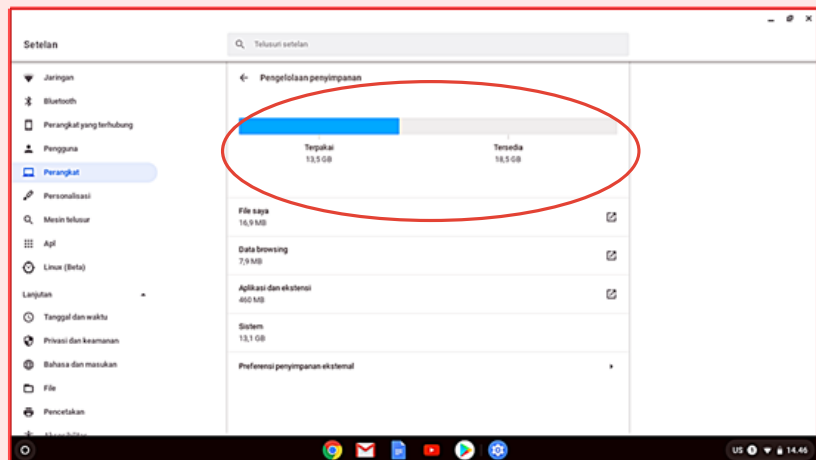 Setelan
Telusuri setelan
Jaringan
Bluetooth
Perangkat yang terhubung
Pengguna
Perangkat
Personalisasi
Mesin telusur
Apl
Linux (Beta)
Lanjutan
Tanggal dan waktu
Privasi dan keamanan
Bahasa dan masukan
File
Pencetakan
Pengelolaan penyimpanan
Terpakai
13,5 GB
Tersedia
18,5 GB
File saya
16,9 MB
Data browsing
7,9 MB
Aplikasi dan ekstensi
460 MB
Sistem
13,1 GB
Preferensi penyimpanan eksternal
US 1 14.46